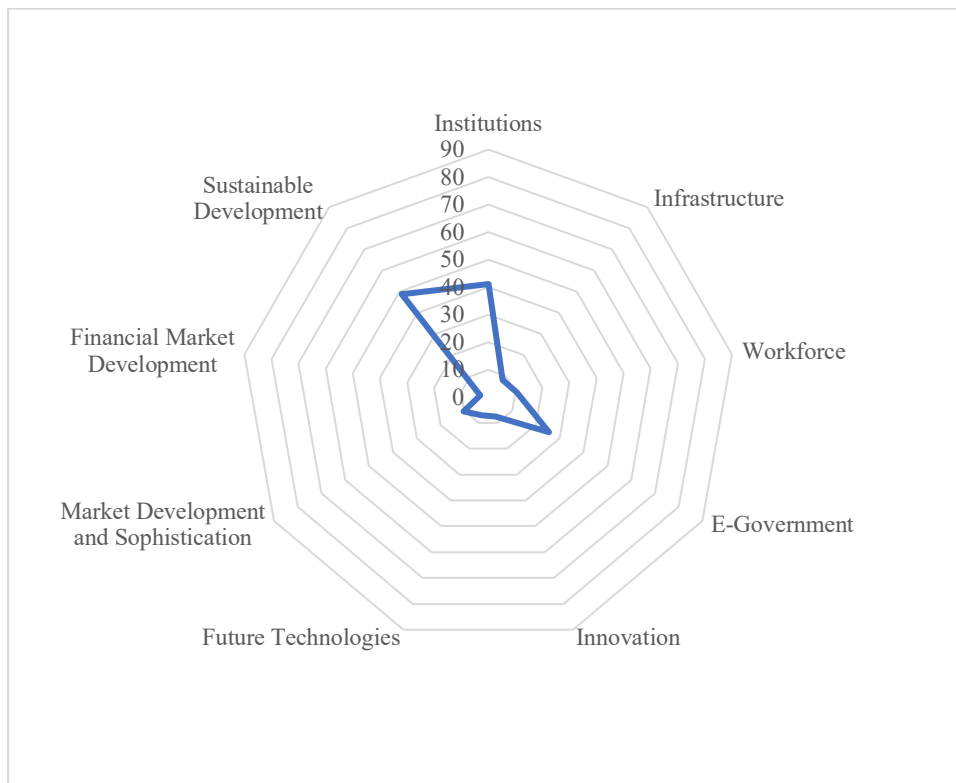 Institutions
90
80
70
60
50
40
30
20
10
0
Infrastructure
Workforce
E-Government
Innovation
Future Technologies
Market Development
and Sophistication
Financial Market
Development
Sustainable
Development